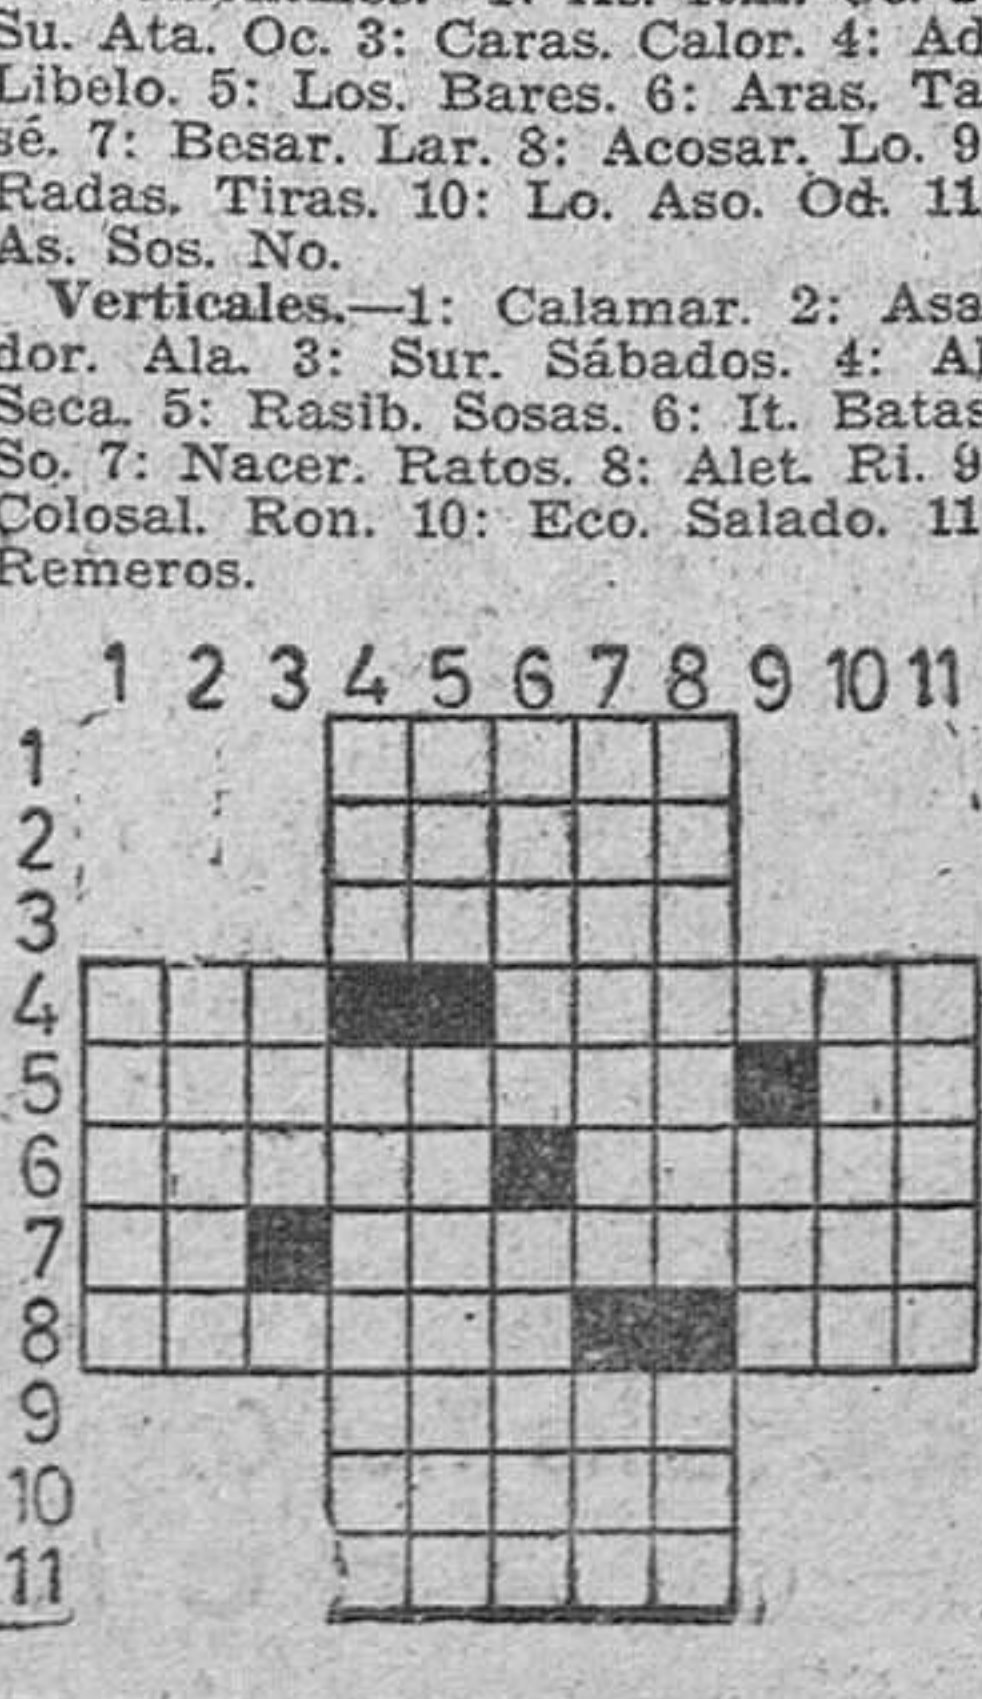 Su. Ata. Oc. 3: Caras. Calor. 4: Ad
Libelo. 5: Los. Bares. 6: Aras. Ta
sé. 7: Besar. Lar. 8: Acosar. Lo. 9
Radas. Tiras. 10: Lo. Aso. Od. 11
As. Sos. No.
Verticales.—1: Calamar. 2: Asa
dor. Ala. 3: Sur. Sábados. 4: Al
Seca. 5: Rasib. Sosas. 6: It. Batas
So. 7: Nacer. Ratos. 8: Alet. Ri. 9
Colosal. Ron. 10: Eco. Salado. 11
Remeros.
1 2 3 4 5 6 7 8 9 10 11
1
2
3
4
5
6
7
8
9
10
11